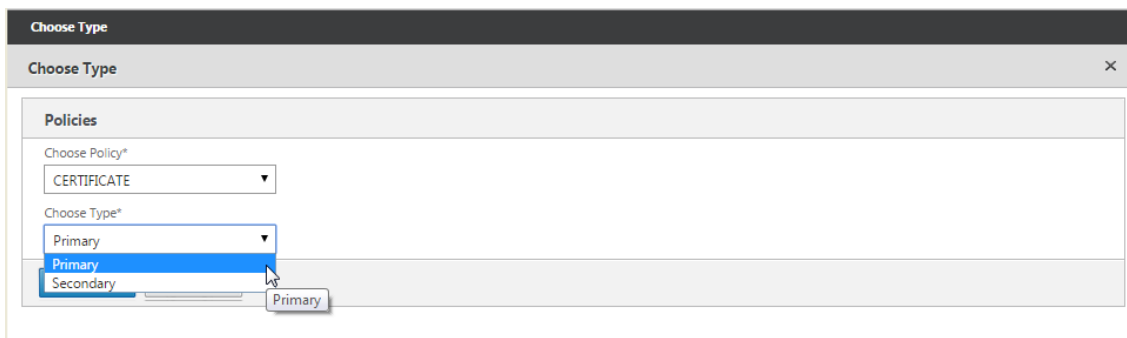 Choose Type
Choose Type ×
Policies
Choose Policy*
CERTIFICATE
Choose Type*
Primary
Primary
Secondary
Primary